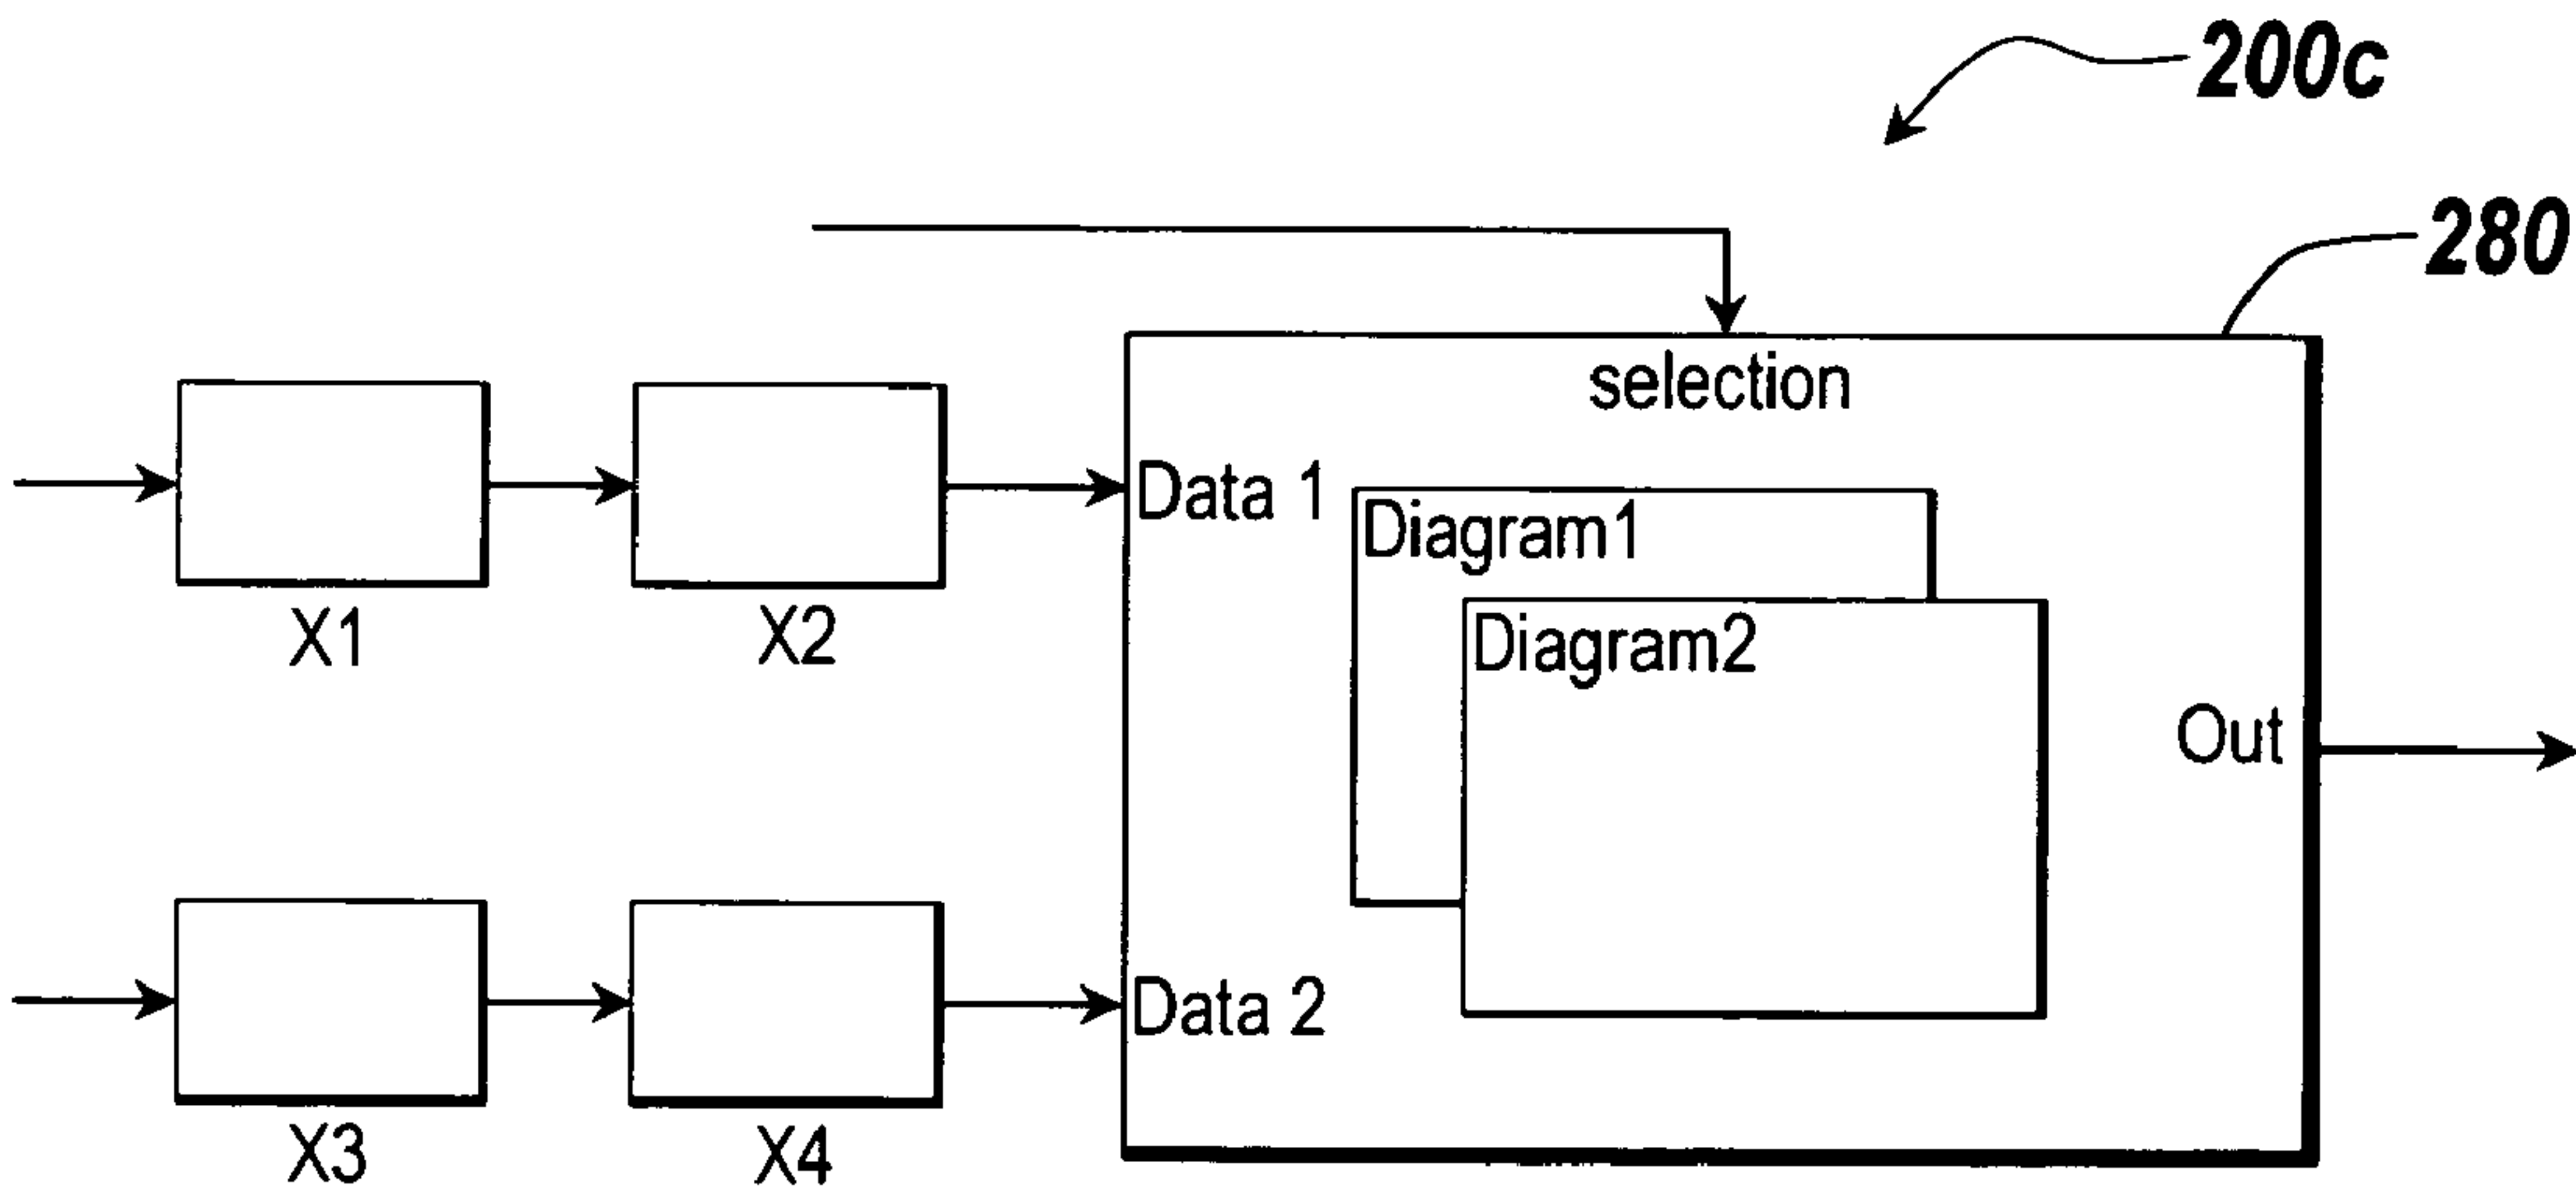 200c
280
selection
Data 1
Diagram1
X1
X2
Diagram2
Out
Data 2
X3
X4